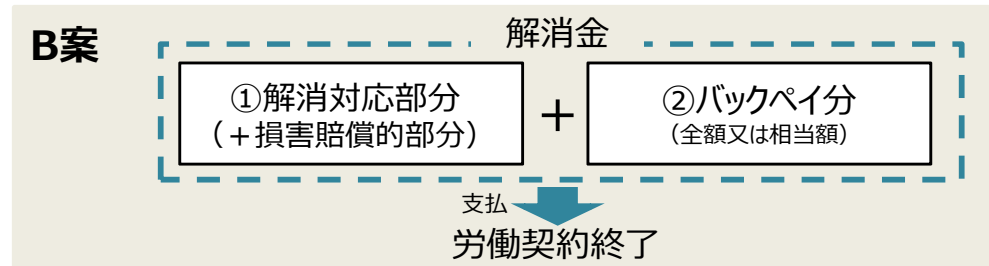 B案
解消金
①解消対応部分
（＋損害賠償的部分）
＋
②バックペイ分
（全額又は相当額）
支払
労働契約終了